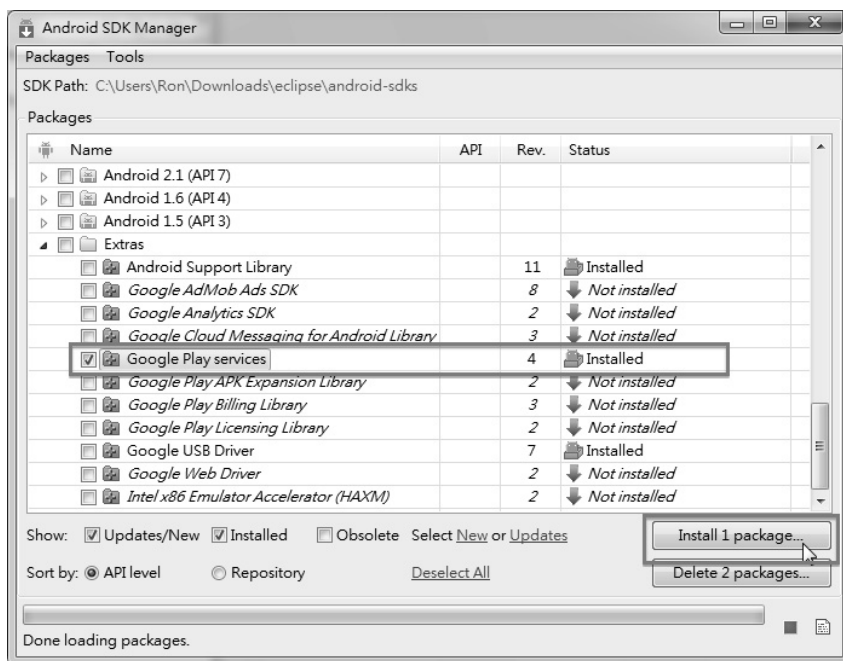 Android SDK Manager
Packages Tools
SDK Path: C:\Users\Ron\Downloads\eclipse\android-sdks
Packages
Name API Rev. Status
Android 2.1 (API 7)
Android 1.6 (API 4)
Android 1.5 (API 3)
Extras
Android Support Library 11 Installed
Google AdMob Ads SDK 8 Not installed
Google Analytics SDK 2 Not installed
Google Cloud Messaging for Android Library 3 Not installed
Google Play services 4 Installed
Google Play APK Expansion Library 2 Not installed
Google Play Billing Library 3 Not installed
Google Play Licensing Library 2 Not installed
Google USB Driver 7 Installed
Google Web Driver 2 Not installed
Intel x86 Emulator Accelerator (HAXM) 2 Not installed
Show: Updates/New Installed Obsolete Select New or Updates Install 1 package...
Sort by: API level Repository Deselect All Delete 2 packages...
Done loading packages.